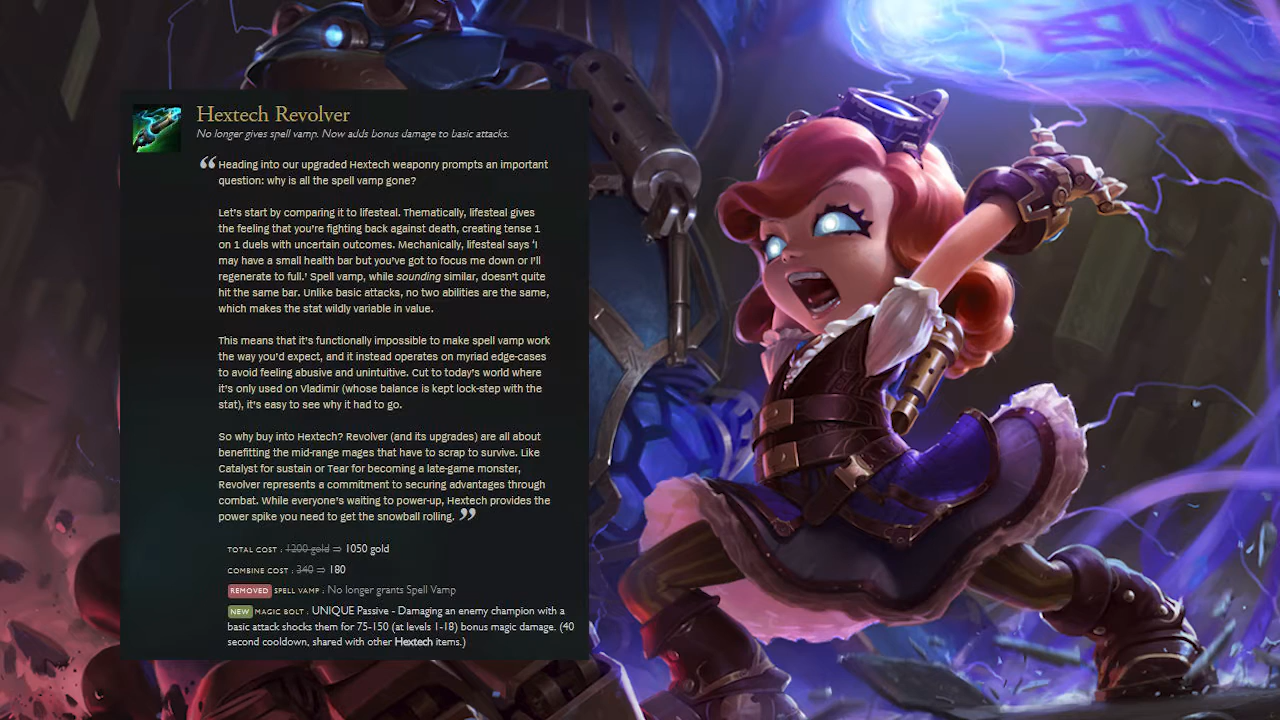 Hextech Revolver
No longer gives spell vamp. Now adds bonus damage to basic attacks.
“ Heading into our upgraded Hextech weaponry prompts an important
question: why is all the spell vamp gone?
Let's start by comparing it to lifesteal. Thematically, lifesteal gives
the feeling that you're fighting back against death, creating tense 1
on 1 duels with uncertain outcomes. Mechanically, lifesteal says 'I
may have a small health bar but you've got to focus me down or I'll
regenerate to full.' Spell vamp, while sounding similar, doesn't quite
hit the same bar. Unlike basic attacks, no two abilities are the same,
which makes the stat wildly variable in value.
This means that it's functionally impossible to make spell vamp work
the way you'd expect, and it instead operates on myriad edge-cases
to avoid feeling abusive and unintuitive. Cut to today's world where
it's only used on Vladimir (whose balance is kept lock-step with the
stat), it's easy to see why it had to go.
So why buy into Hextech? Revolver (and its upgrades) are all about
benefitting the mid-range mages that have to scrap to survive. Like
Catalyst for sustain or Tear for becoming a late-game monster,
Revolver represents a commitment to securing advantages through
combat. While everyone's waiting to power-up, Hextech provides the
power spike you need to get the snowball rolling. ”
TOTAL COST : 1200 gold ⇒ 1050 gold
COMBINE COST : 340 ⇒ 180
REMOVED SPELL VAMP : No longer grants Spell Vamp
NEW MAGIC BOLT : UNIQUE Passive - Damaging an enemy champion with a
basic attack shocks them for 75-150 (at levels 1-18) bonus magic damage. (40
second cooldown, shared with other Hextech items.)